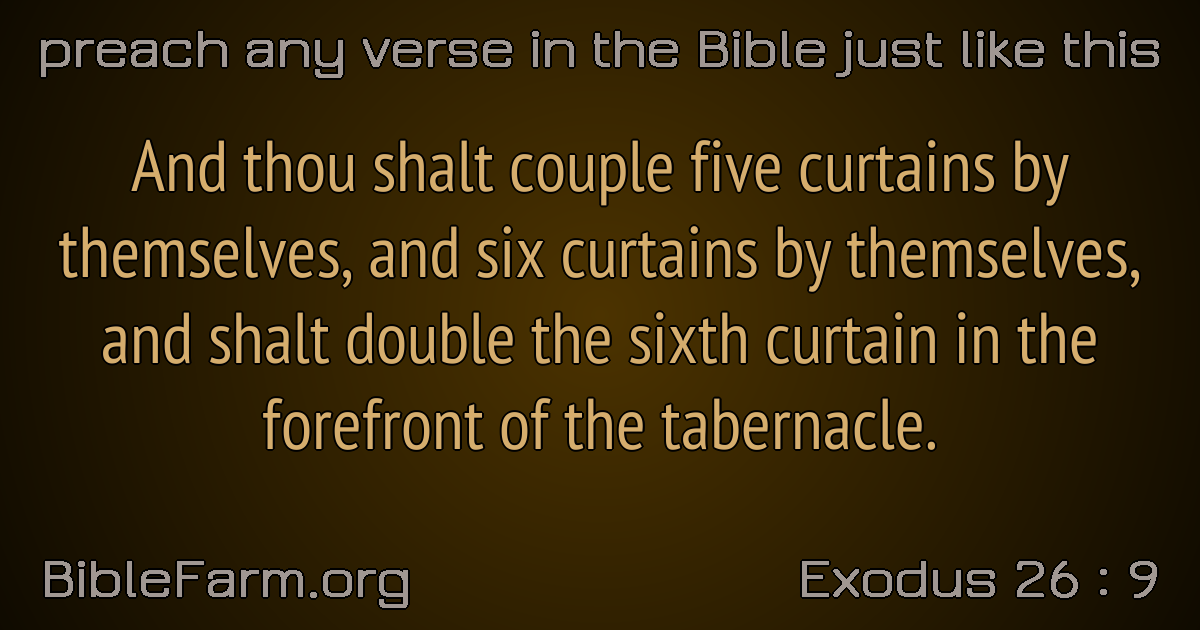 preach any verse in the Bible just like this
And thou shalt couple five curtains by
themselves, and six curtains by themselves,
and shalt double the sixth curtain in the
forefront of the tabernacle.
BibleFarm.org
Exodus 26 : 9